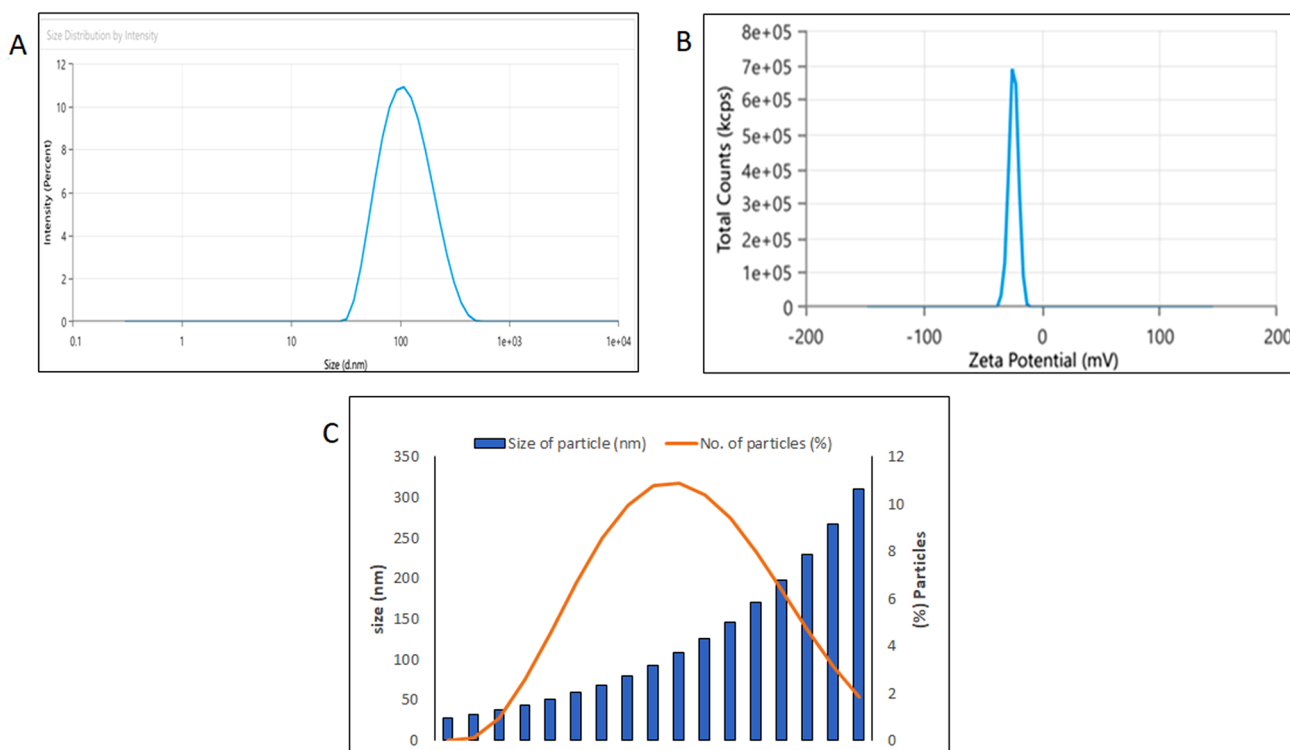 A
Size Distribution by Intensity
12
10
8
6
4
2
0
Intensity (Percent)
0.1 1 10 100 1e+03 1e+04
Size (d.nm)
B
8e+05
7e+05
6e+05
5e+05
4e+05
3e+05
2e+05
1e+05
0
Total Counts (kcps)
-200 -100 0 100 200
Zeta Potential (mV)
C
Size of particle (nm) No. of particles (%)
350
300
250
200
150
100
50
0
size (nm)
12
10
8
6
4
2
0
(%) Particles